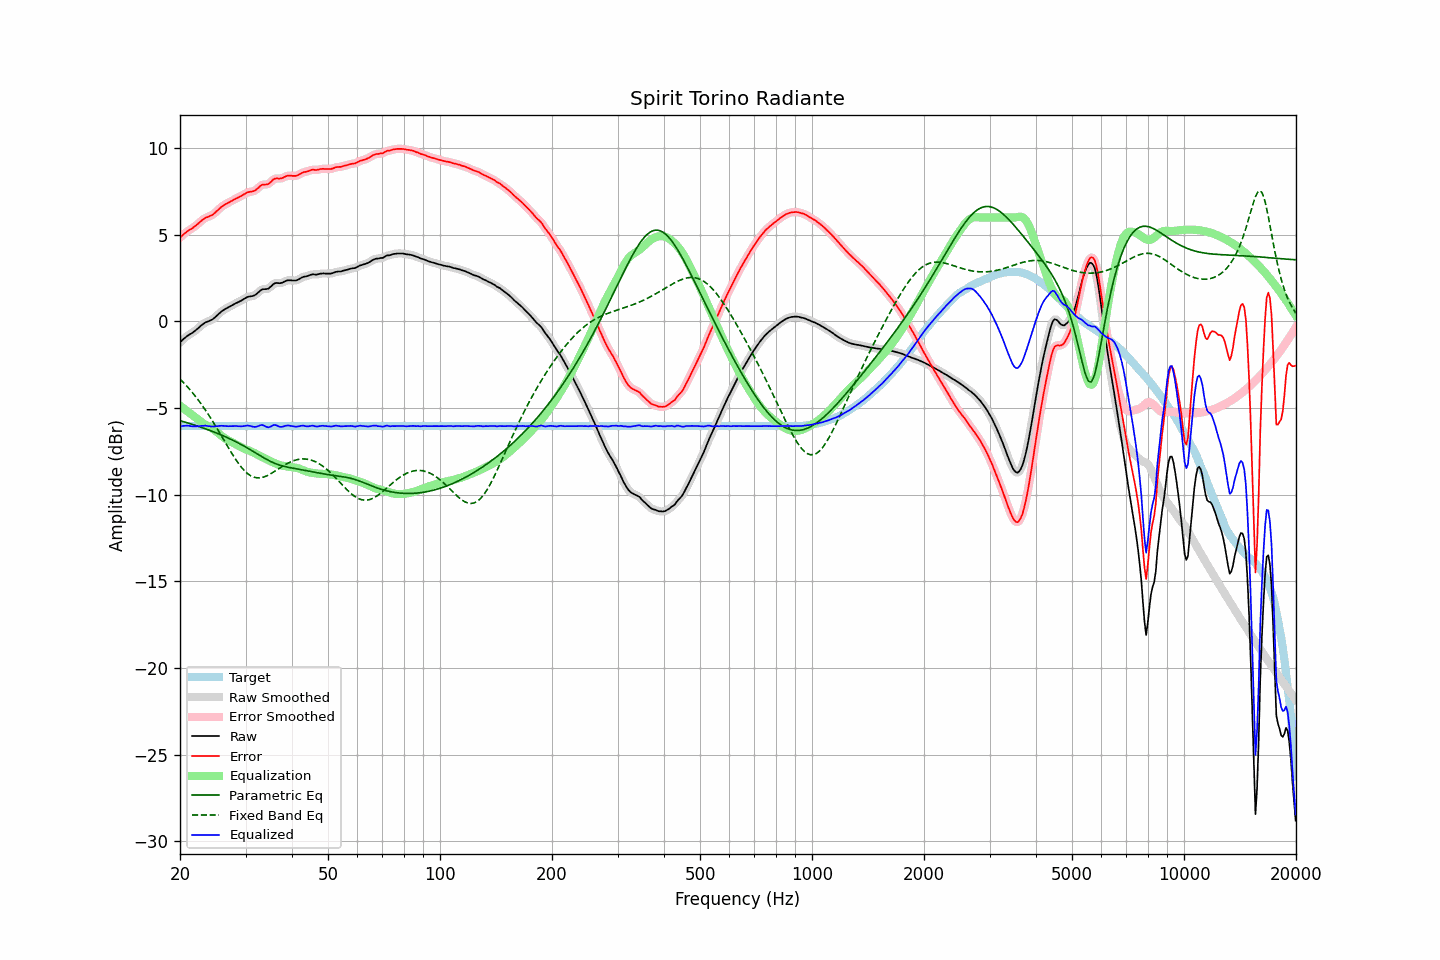 Spirit Torino Radiante
10
5
0
−5
−10
−15
−20
−25
−30
Amplitude (dBr)
Target
Raw Smoothed
Error Smoothed
Raw
Error
Equalization
Parametric Eq
Fixed Band Eq
Equalized
20 50 100 200 500 1000 2000 5000 10000 20000
Frequency (Hz)